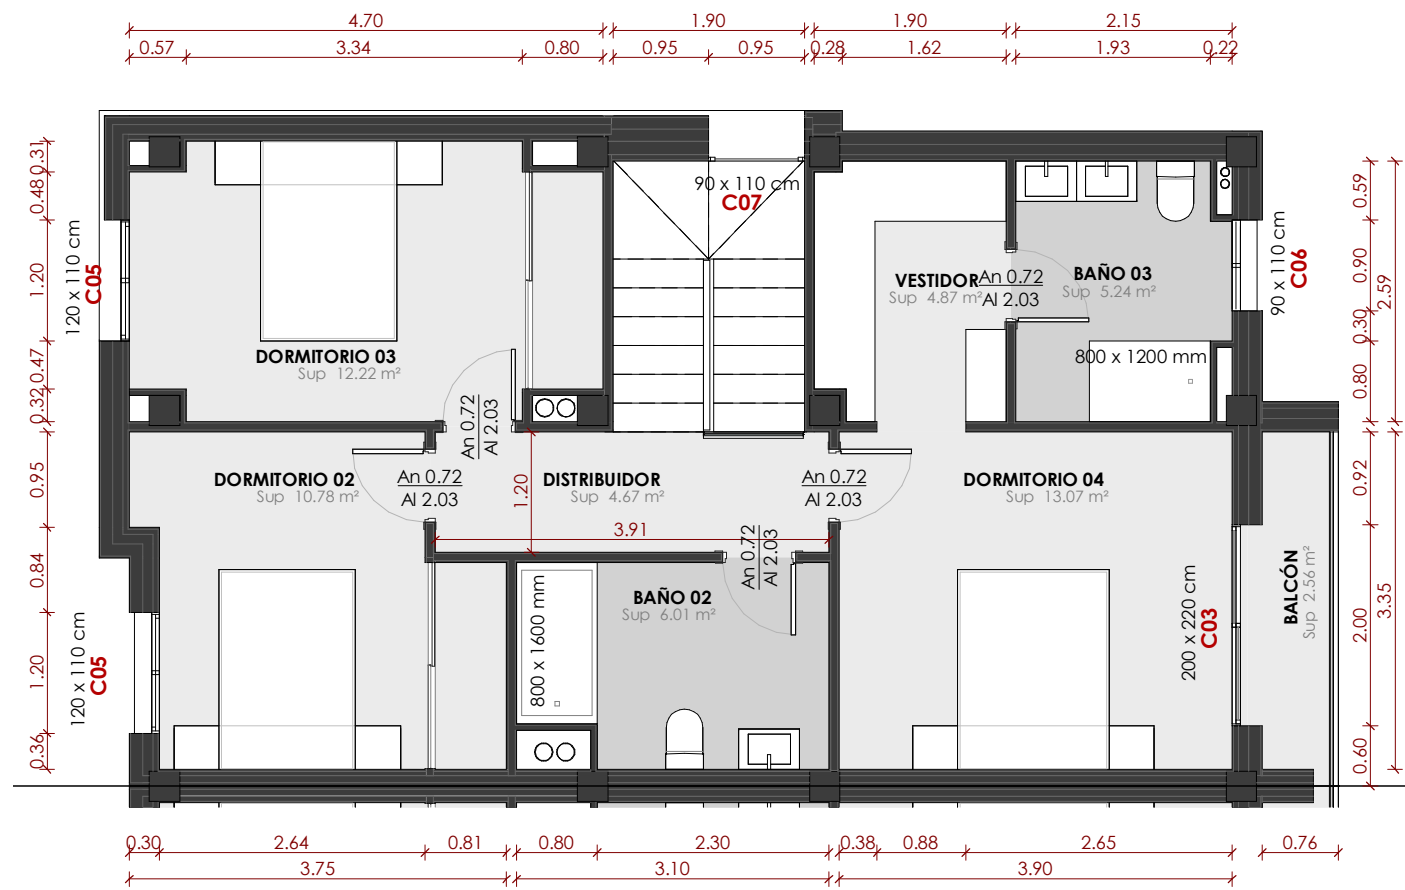 4.70
1.90
1.90
2.15
0.57
3.34
0.80
0.95
0.95
0.28
1.62
1.93
0.22
0.31
0.48
1.20
0.47
0.32
0.95
0.84
1.20
0.36
120 x 110 cm
C05
120 x 110 cm
C05
90 x 110 cm
C07
DORMITORIO 03
Sup 12.22 m²
An 0.72
Al 2.03
VESTIDOR
Sup 4.87 m²
An 0.72
Al 2.03
BAÑO 03
Sup 5.24 m²
800 x 1200 mm
90 x 110 cm
C06
DORMITORIO 02
Sup 10.78 m²
An 0.72
Al 2.03
DISTRIBUIDOR
Sup 4.67 m²
1.20
3.91
An 0.72
Al 2.03
DORMITORIO 04
Sup 13.07 m²
An 0.72
Al 2.03
BAÑO 02
Sup 6.01 m²
800 x 1600 mm
200 x 220 cm
C03
BALCÓN
Sup 2.56 m²
0.59
0.90
0.30
0.80
2.59
0.92
2.00
0.60
3.35
0.30
2.64
0.81
0.80
2.30
0.38
0.88
2.65
0.76
3.75
3.10
3.90